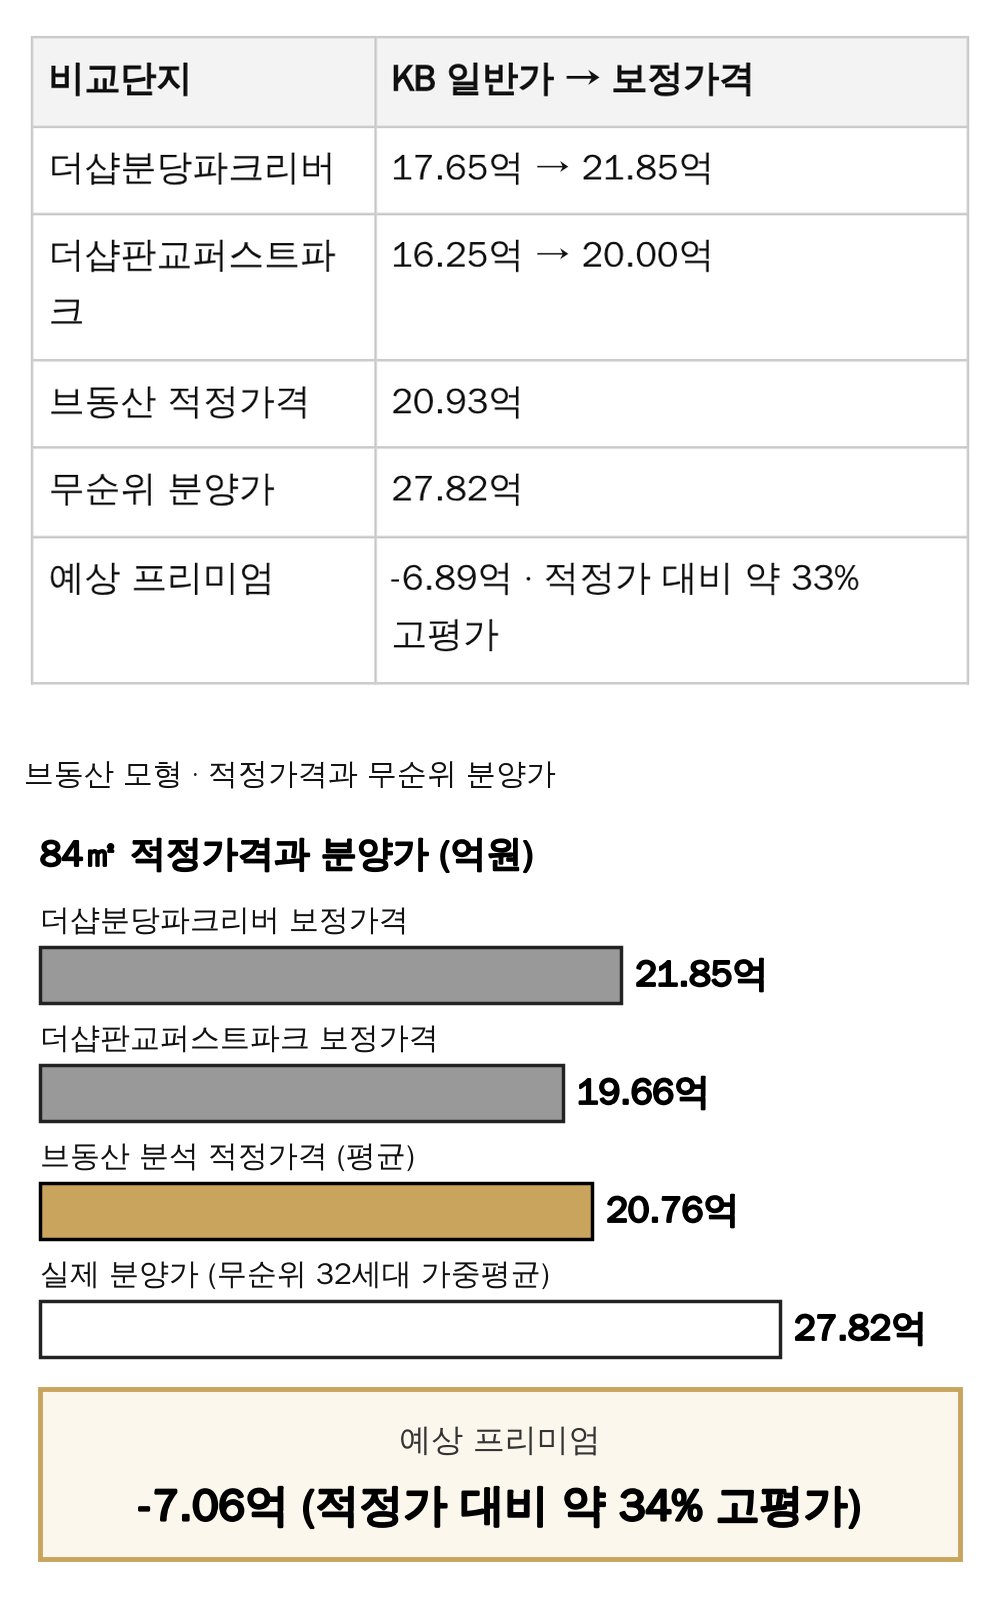 비교단지
KB 일반가 → 보정가격
더샵분당파크리버
17.65억 → 21.85억
더샵판교퍼스트파
크
16.25억 → 20.00억
브동산 적정가격
20.93억
무순위 분양가
27.82억
예상 프리미엄
-6.89억 · 적정가 대비 약 33%
고평가
브동산 모형 · 적정가격과 무순위 분양가
84㎡ 적정가격과 분양가 (억원)
더샵분당파크리버 보정가격
21.85억
더샵판교퍼스트파크 보정가격
19.66억
브동산 분석 적정가격 (평균)
20.76억
실제 분양가 (무순위 32세대 가중평균)
27.82억
예상 프리미엄
-7.06억 (적정가 대비 약 34% 고평가)